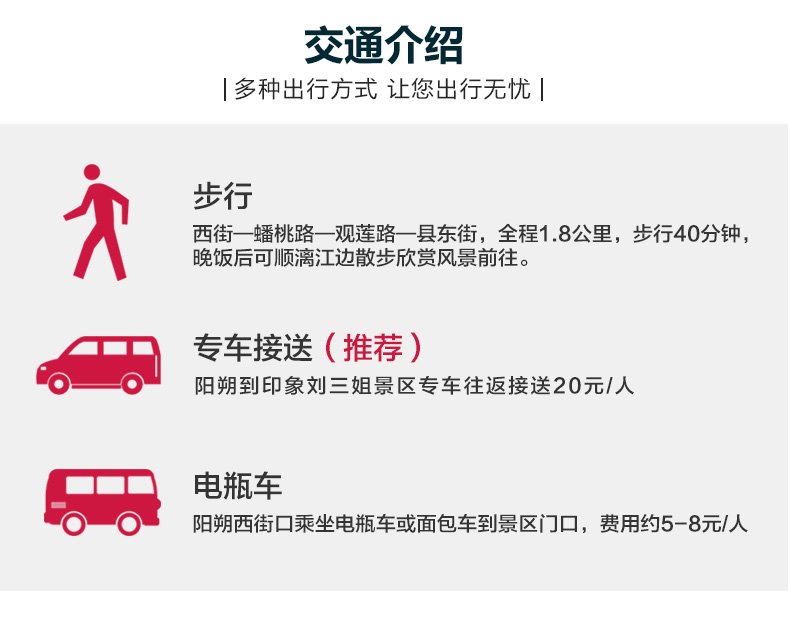 交通介绍
|多种出行方式 让您出行无忧|
步行
西街—蟠桃路—观莲路—县东街，全程1.8公里，步行40分钟，
晚饭后可顺漓江边散步欣赏风景前往。
专车接送（推荐）
阳朔到印象刘三姐景区专车往返接送20元/人
电瓶车
阳朔西街口乘坐电瓶车或面包车到景区门口，费用约5-8元/人